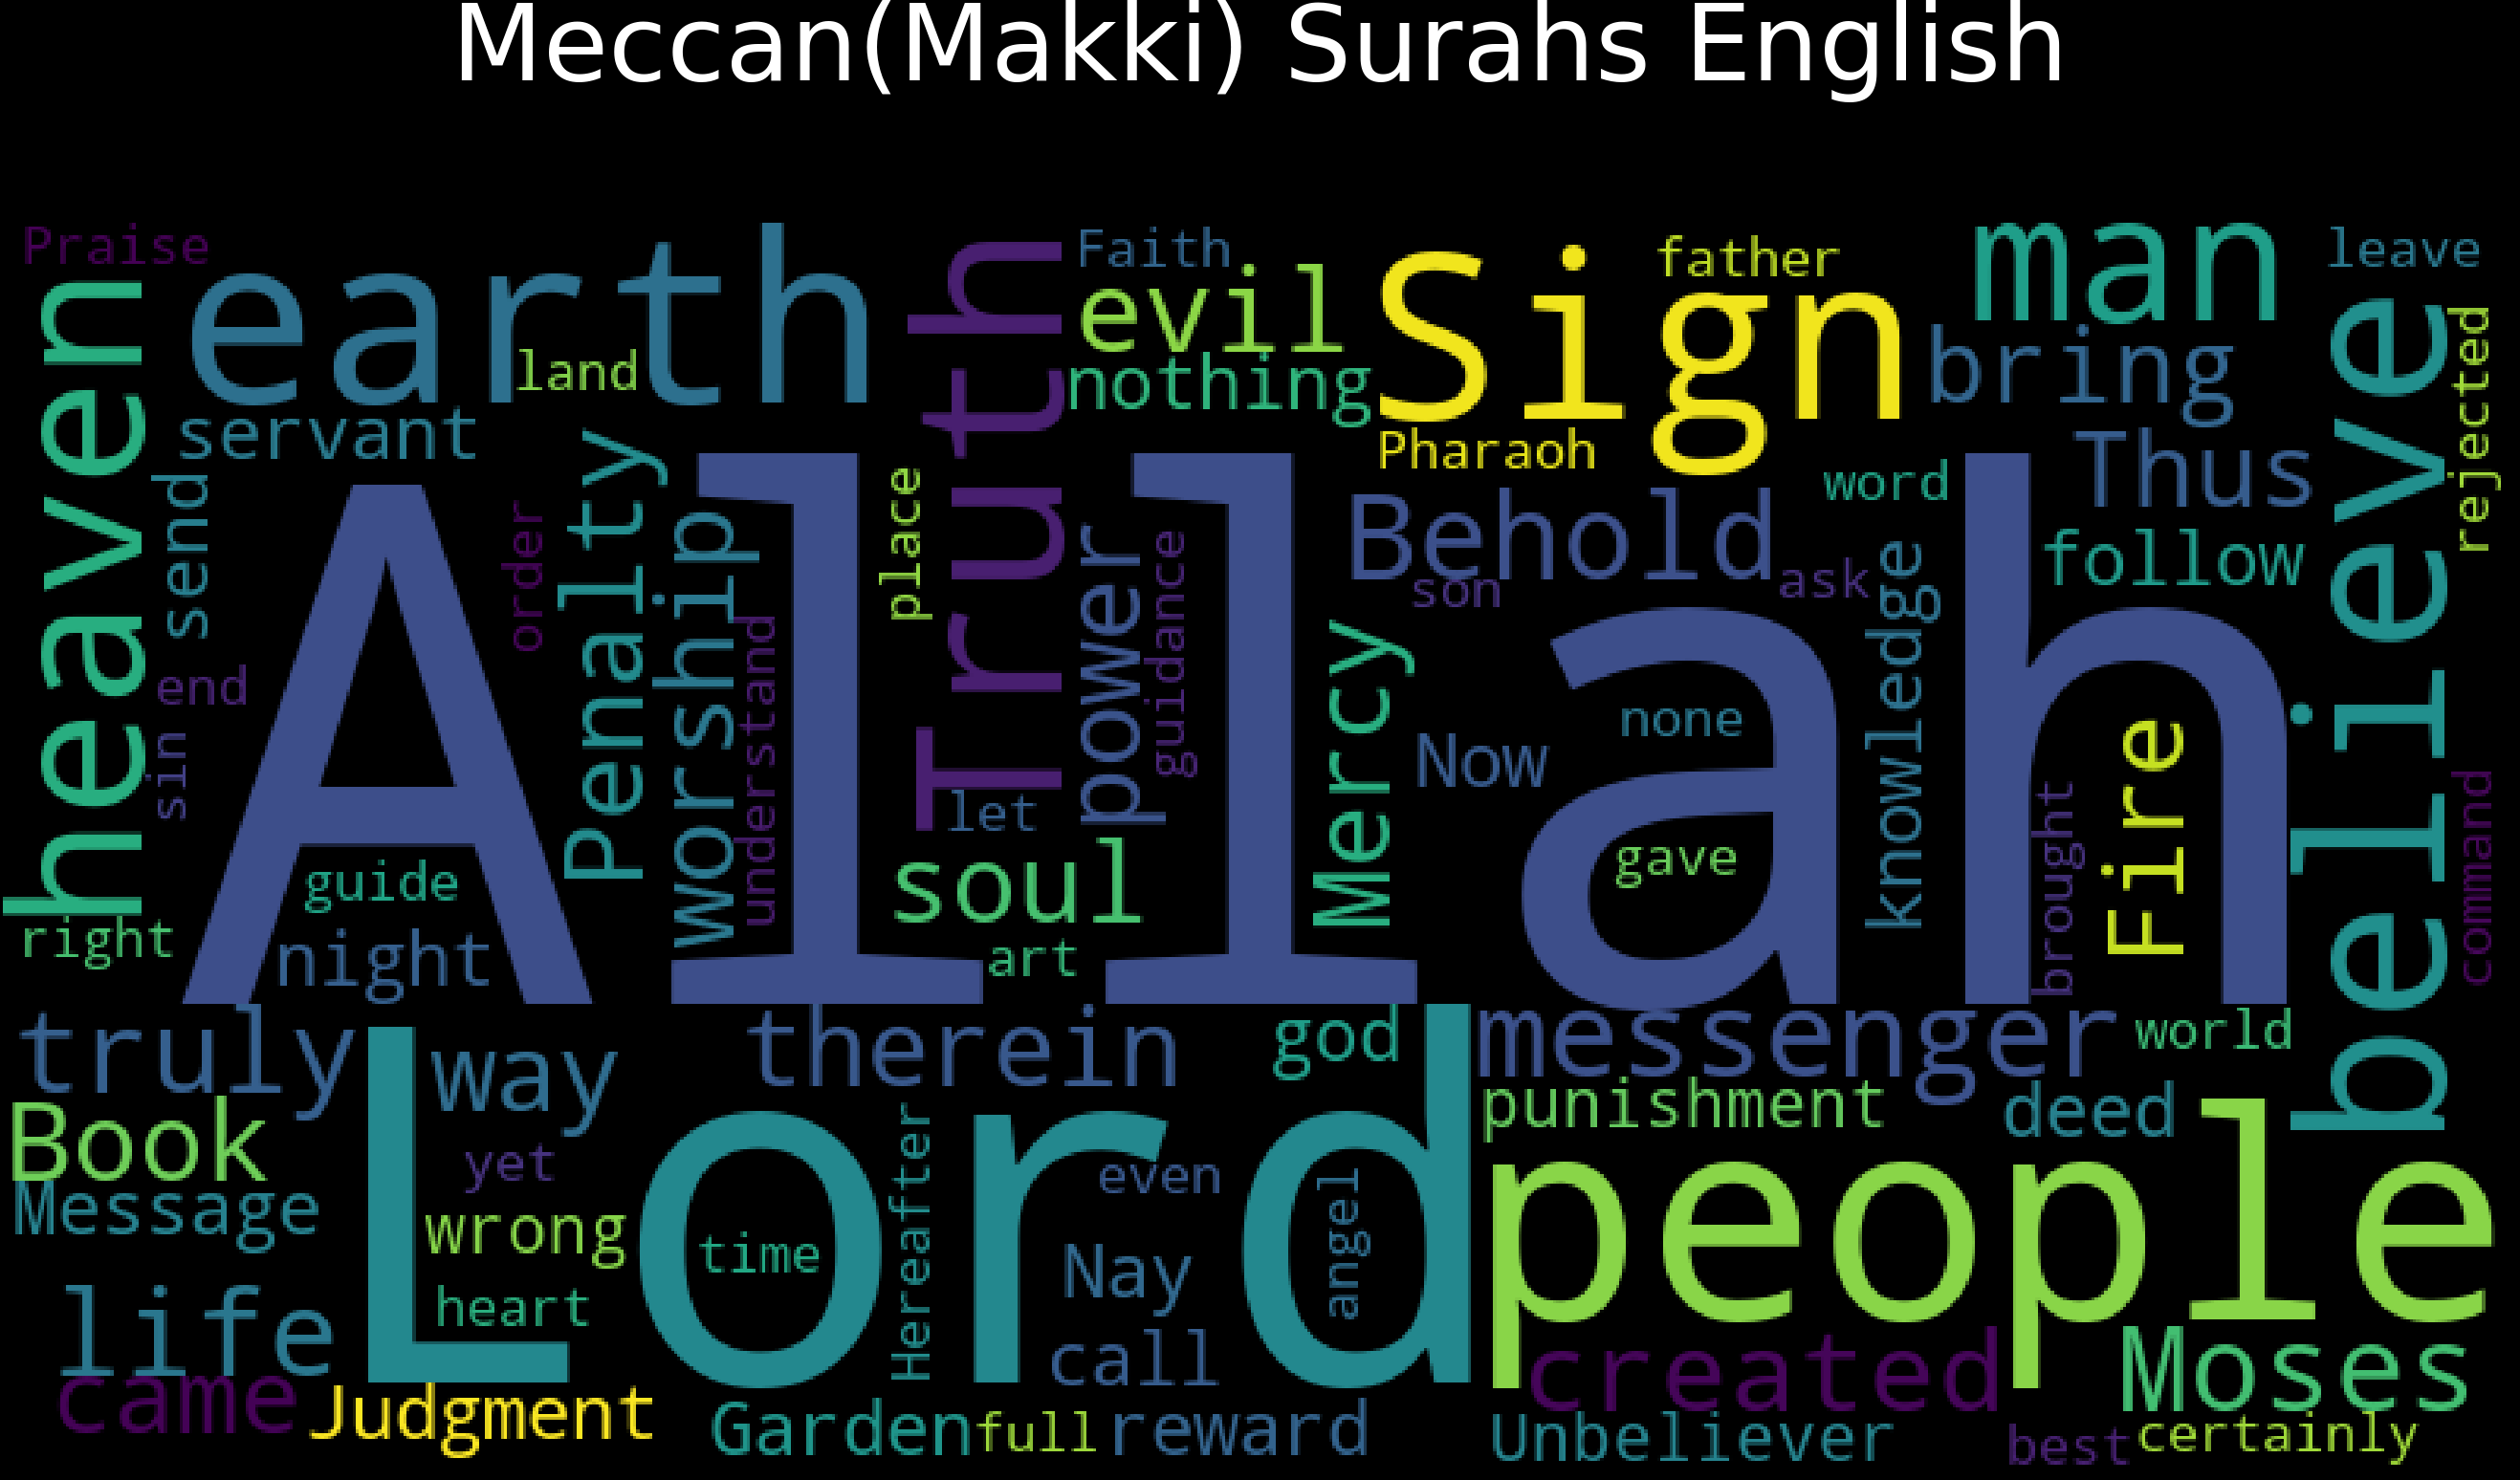 Meccan(Makki) Surahs English
Praise
earth
Faith
father
man
leave
heaven
land
Truth
evil
Sign
bring
believe
rejected
servant
nothing
Pharaoh
Thus
send
order
Penalty
worship
place
power
guidance
Behold
word
follow
son
ask
knowledge
end
sin
understand
Allah
Mercy
none
Now
Fire
let
brought
command
guide
soul
gave
right
night
art
truly
way
therein
god
messenger
world
Book
punishment
deed
Message
yet
Lord
Hereafter
even
angel
people
wrong
time
Nay
life
heart
call
created
Moses
came
Judgment
Garden
full
reward
Unbeliever
best
certainly